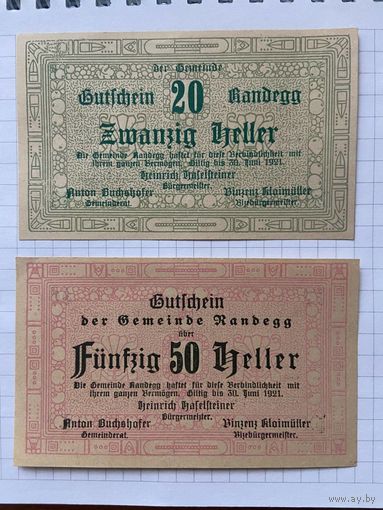 der Gemeinde
Gutschein 20 Randegg
Zwanzig Heller
Die Gemeinde Randegg haftet für diese Verbindlichkeit mit
ihrem ganzen Vermögen. Giltig bis 30. Juni 1921.
Heinrich Haselsteiner
Bürgermeister.
Anton Buchshofer Vinzenz Kloimüller
Gemeinderat. Vizebürgermeister.
Gutschein
der Gemeinde Randegg
über
Fünfzig 50 Heller
Die Gemeinde Randegg haftet für diese Verbindlichkeit mit
ihrem ganzen Vermögen. Giltig bis 30. Juni 1921.
Heinrich Haselsteiner
Bürgermeister.
Anton Buchshofer Vinzenz Kloimüller
Gemeinderat. Vizebürgermeister.
www.ay.by